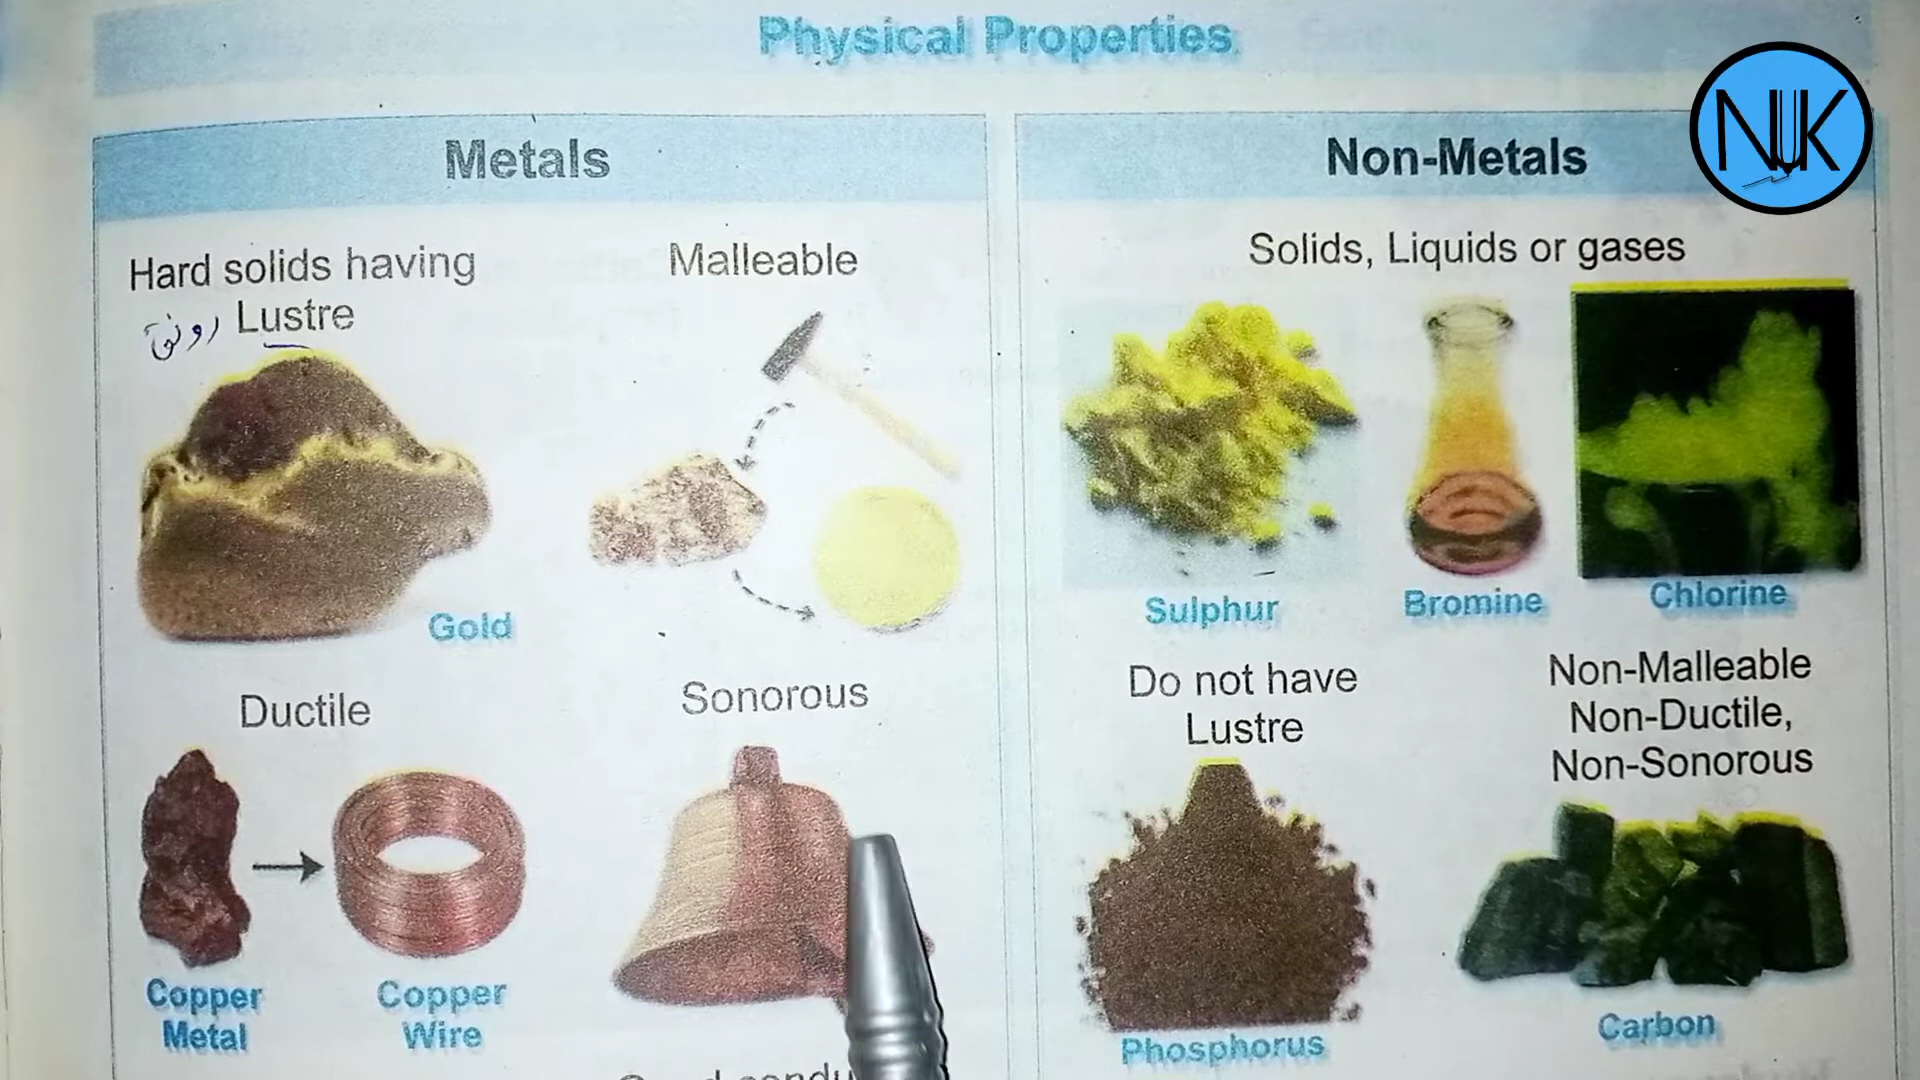 Physical Properties
NUK
Metals
Hard solids having
Lustre
رونق
Malleable
Gold
Ductile
Sonorous
Copper
Metal
Copper
Wire
Non-Metals
Solids, Liquids or gases
Sulphur
Bromine
Chlorine
Do not have
Lustre
Non-Malleable
Non-Ductile,
Non-Sonorous
Phosphorus
Carbon